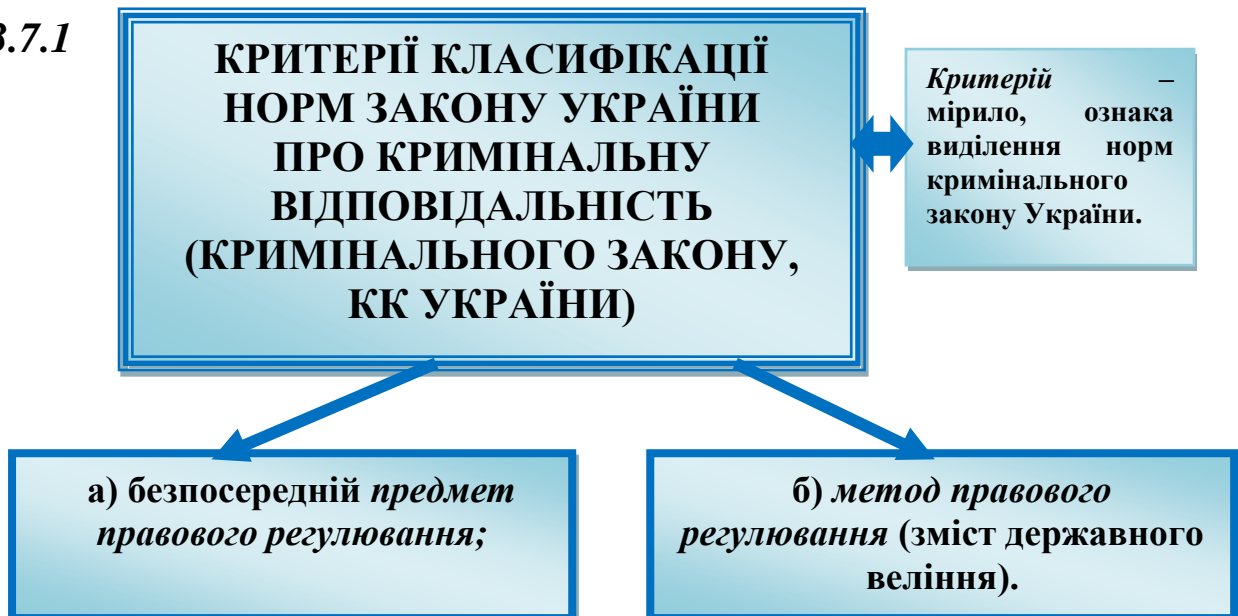 3.7.1
КРИТЕРІЇ КЛАСИФІКАЦІЇ
НОРМ ЗАКОНУ УКРАЇНИ
ПРО КРИМІНАЛЬНУ
ВІДПОВІДАЛЬНІСТЬ
(КРИМІНАЛЬНОГО ЗАКОНУ,
КК УКРАЇНИ)
Критерій –
мірило, ознака
виділення норм
кримінального
закону України.
а) безпосередній предмет
правового регулювання;
б) метод правового
регулювання (зміст державного
веління).